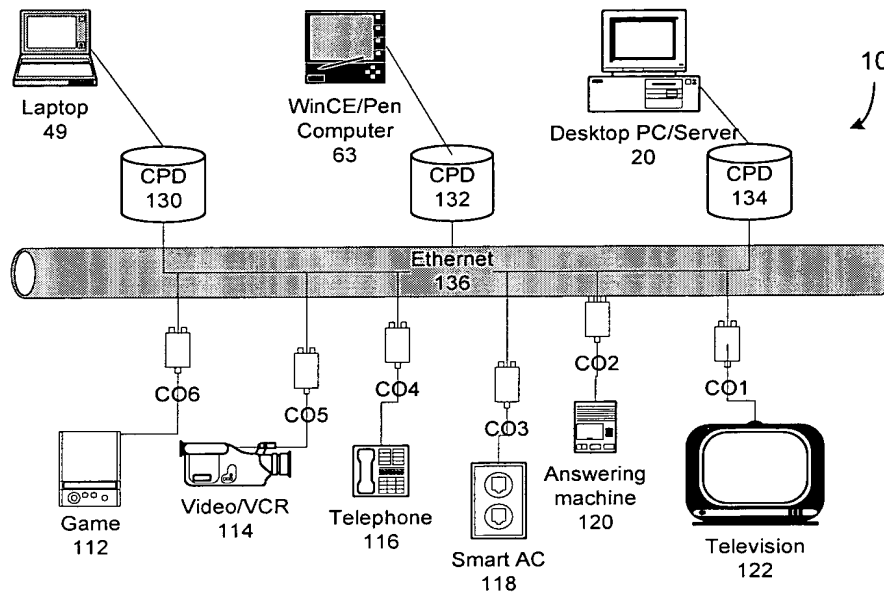 10
Laptop
49
WinCE/Pen
Computer
63
Desktop PC/Server
20
CPD
130
CPD
132
CPD
134
Ethernet
136
CO6
CO5
CO4
CO3
CO2
CO1
Game
112
Video/VCR
114
Telephone
116
Smart AC
118
Answering
machine
120
Television
122